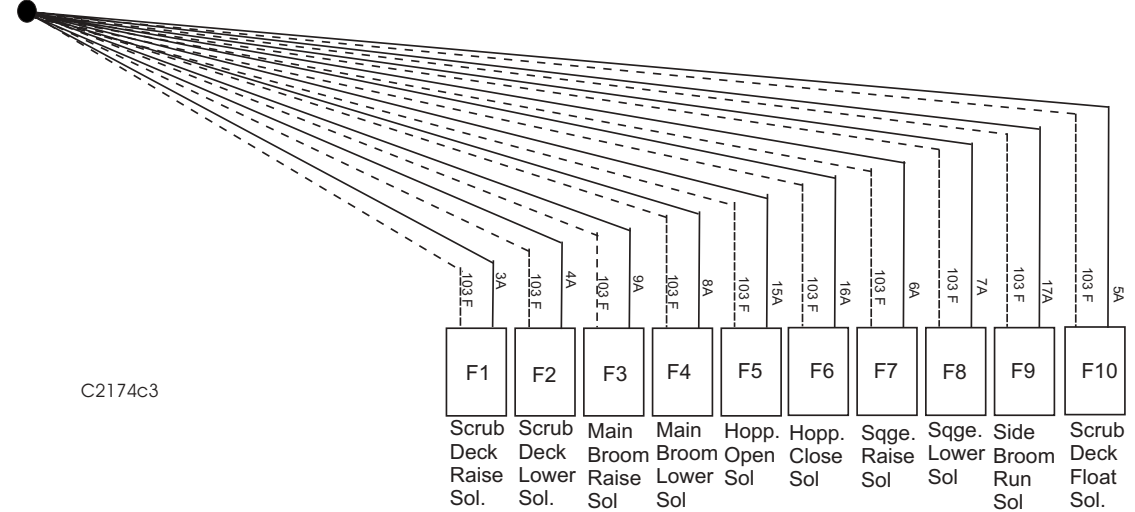 103 F
3A
103 F
4A
103 F
9A
103 F
8A
103 F
15A
103 F
16A
103 F
6A
103 F
7A
103 F
17A
103 F
5A
F1
F2
F3
F4
F5
F6
F7
F8
F9
F10
C2174c3
Scrub
Deck
Raise
Sol.
Scrub
Deck
Lower
Sol.
Main
Broom
Raise
Sol
Main
Broom
Lower
Sol
Hopp.
Open
Sol
Hopp.
Close
Sol
Sqge.
Raise
Sol
Sqge.
Lower
Sol
Side
Broom
Run
Sol
Scrub
Deck
Float
Sol.